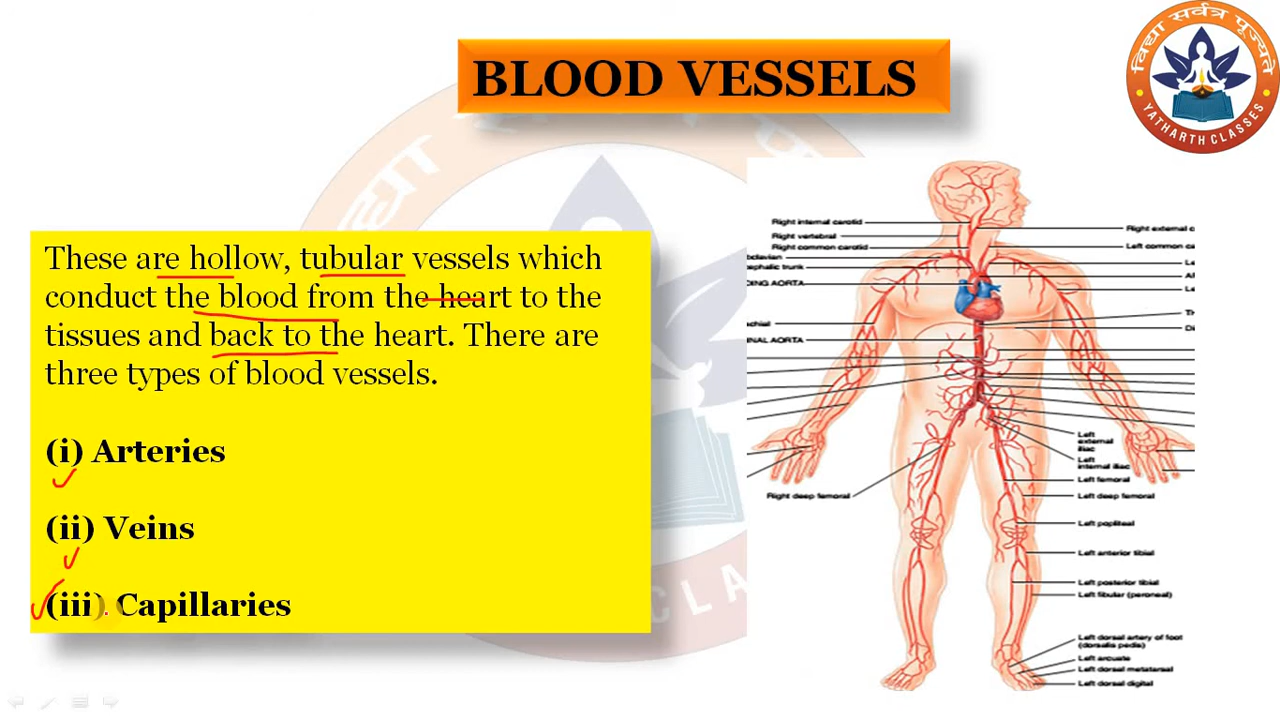 BLOOD VESSELS
विद्या सर्वत्र पूज्यते
YATHARTH CLASSES
These are hollow, tubular vessels which
conduct the blood from the heart to the
tissues and back to the heart. There are
three types of blood vessels.
(i) Arteries
(ii) Veins
(iii) Capillaries
Right internal carotid
Right vertebral
Right common carotid
Right external c
Left common ca
Right deep femoral
Left
external
iliac
Left
internal iliac
Left femoral
Left deep femoral
Left popliteal
Left anterior tibial
Left posterior tibial
Left fibular (peroneal)
Left dorsal artery of foot
(dorsalis pedis)
Left arcuate
Left dorsal metatarsal
Left dorsal digital